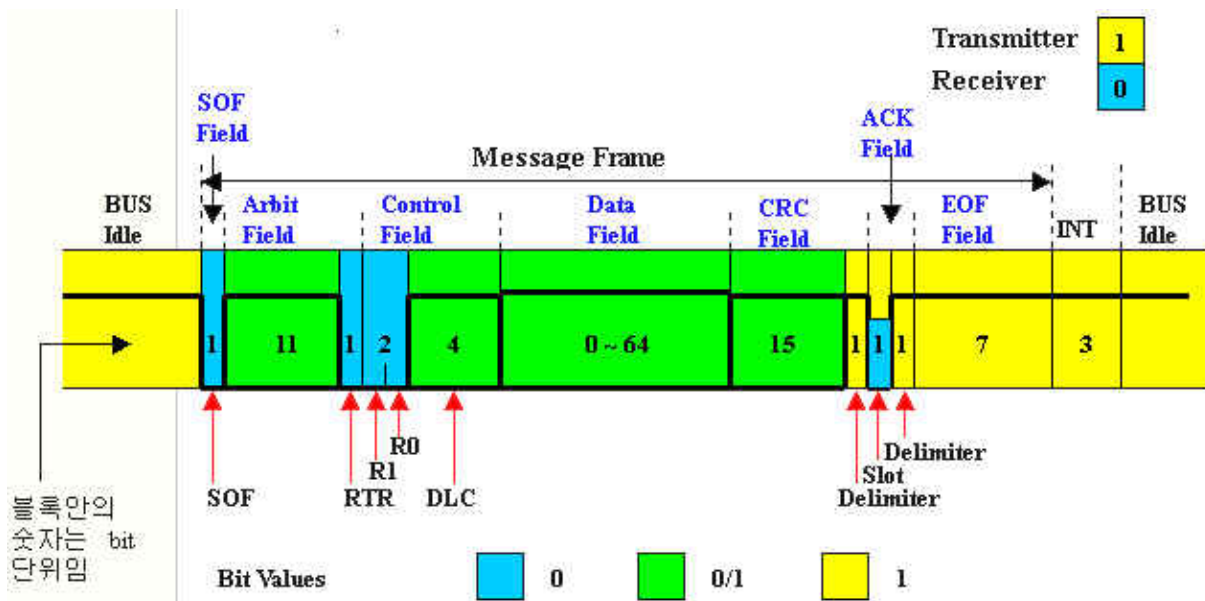 Transmitter 1
Receiver 0
SOF
Field
ACK
Field
Message Frame
BUS
Idle
Arbit
Field
Control
Field
Data
Field
CRC
Field
EOF
Field
INT
BUS
Idle
1 11 1 2 4 0 ~ 64 15 1 1 1 7 3
R0
R1
SOF
RTR
DLC
Delimiter
Slot
Delimiter
블록안의
숫자는 bit
단위임
Bit Values 0 0/1 1